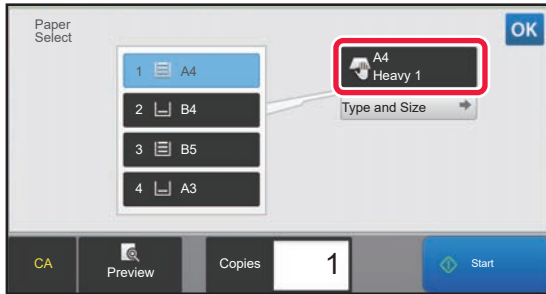 Paper
Select
OK
1 A4
2 B4
3 B5
4 A3
A4
Heavy 1
Type and Size
CA
Preview
Copies
1
Start